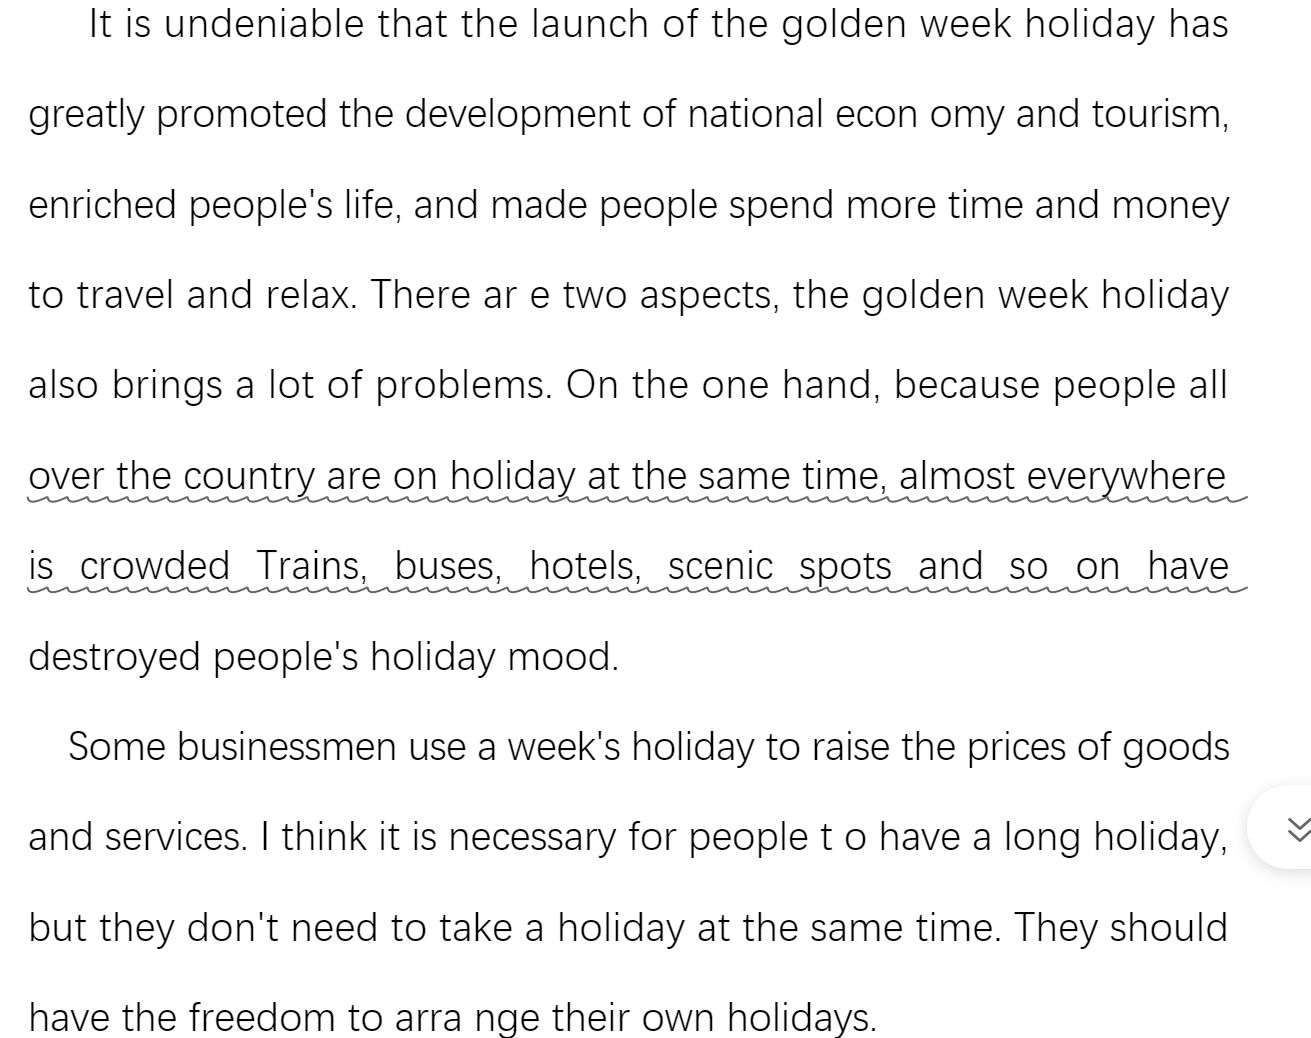 It is undeniable that the launch of the golden week holiday has
greatly promoted the development of national econ omy and tourism,
enriched people's life, and made people spend more time and money
to travel and relax. There ar e two aspects, the golden week holiday
also brings a lot of problems. On the one hand, because people all
over the country are on holiday at the same time, almost everywhere
is crowded Trains, buses, hotels, scenic spots and so on have
destroyed people's holiday mood.
Some businessmen use a week's holiday to raise the prices of goods
and services. I think it is necessary for people t o have a long holiday,
but they don't need to take a holiday at the same time. They should
have the freedom to arra nge their own holidays.